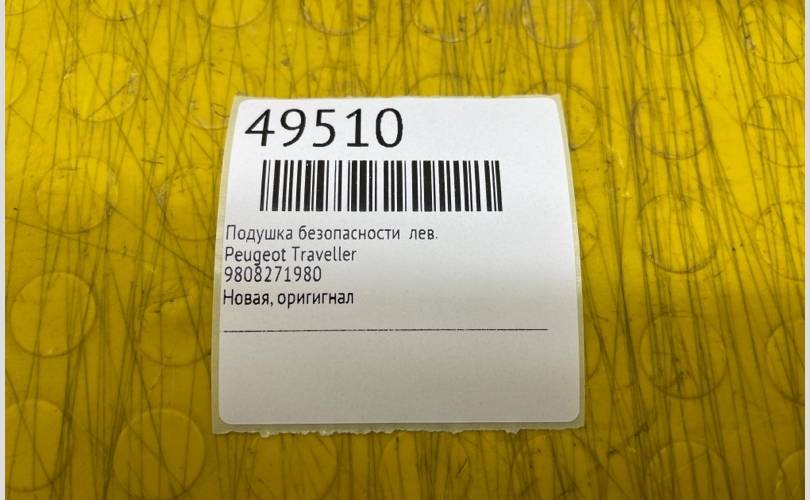 49510
Подушка безопасности лев.
Peugeot Traveller
9808271980
Новая, оригигнал